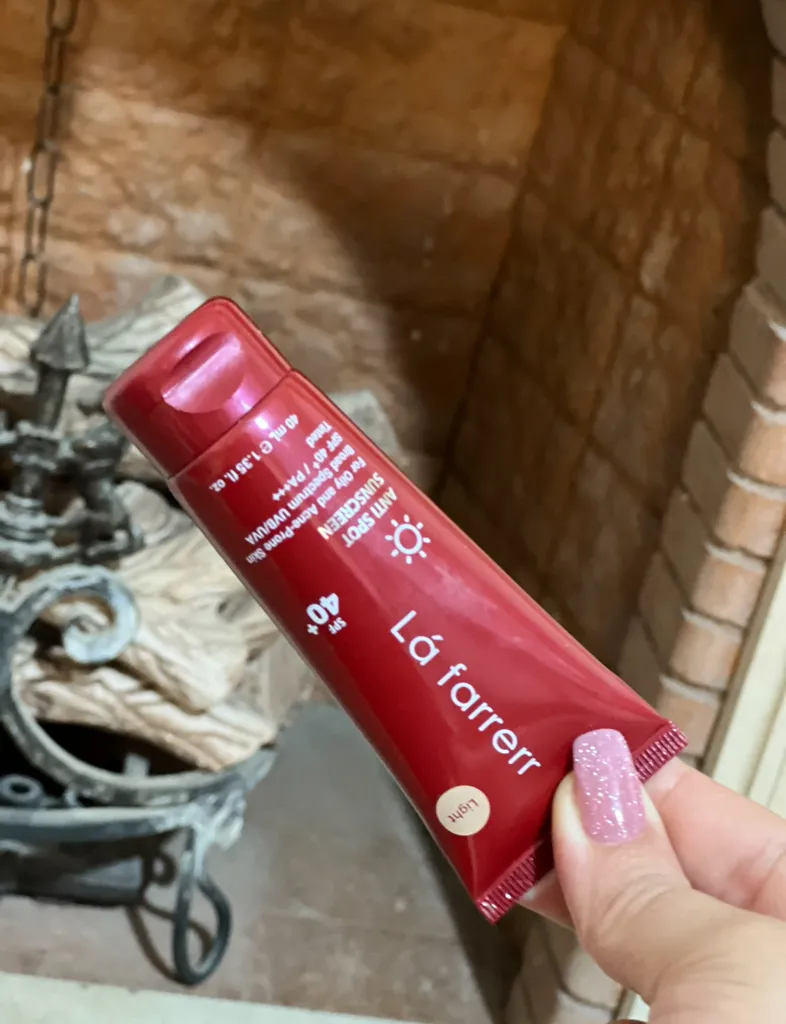 Lá farrerr
ANTI SPOT
SUNSCREEN
For Oily and Acne-Prone Skin
Broad Spectrum UVB/UVA
SPF 40+ / PA+++
Tinted
40 mL e 1.35 fl. oz.
SPF
40+
Light